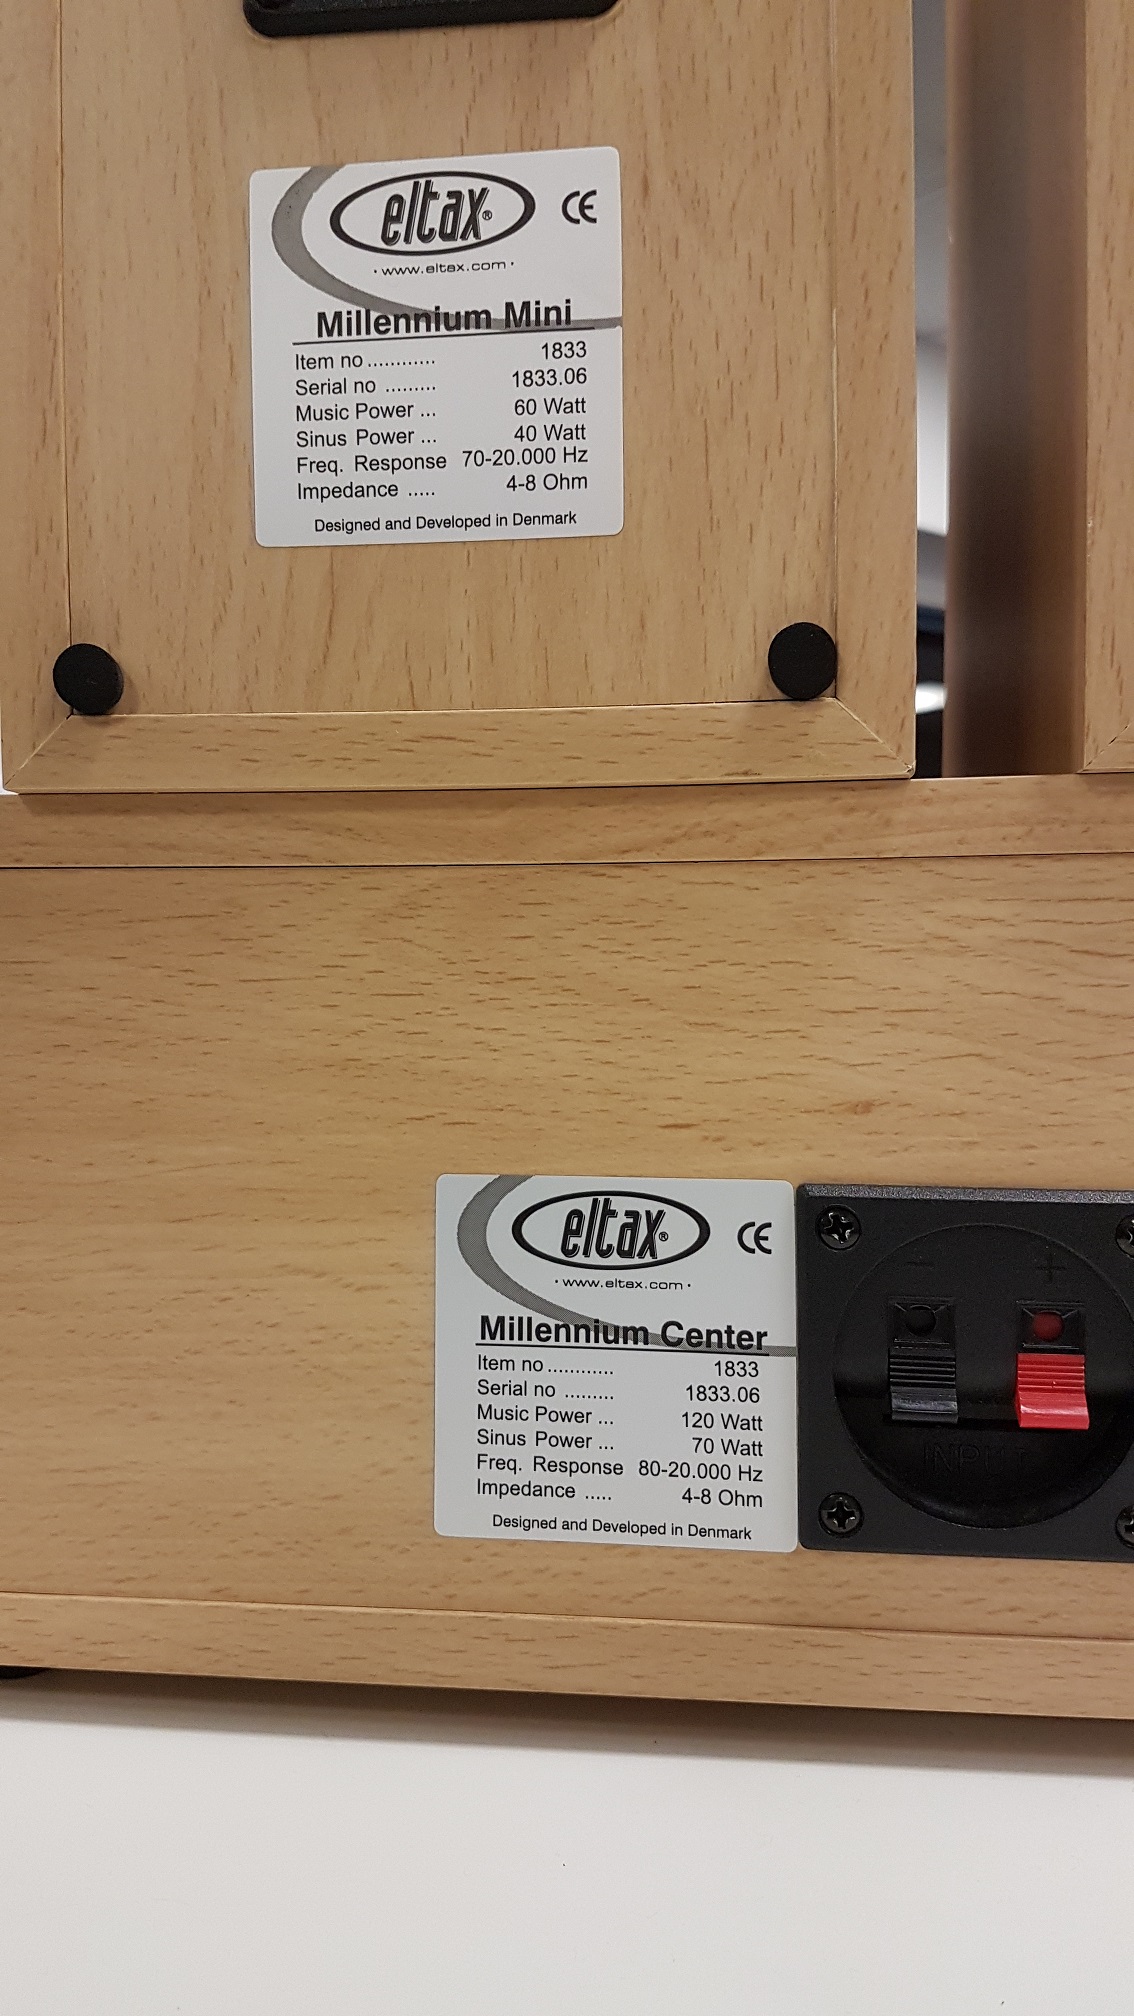 eltax®
CE
· www.eltax.com ·
Millennium Mini
Item no ............ 1833
Serial no ......... 1833.06
Music Power ... 60 Watt
Sinus Power ... 40 Watt
Freq. Response 70-20.000 Hz
Impedance ..... 4-8 Ohm
Designed and Developed in Denmark
eltax®
CE
· www.eltax.com ·
Millennium Center
Item no ............ 1833
Serial no ......... 1833.06
Music Power ... 120 Watt
Sinus Power ... 70 Watt
Freq. Response 80-20.000 Hz
Impedance ..... 4-8 Ohm
Designed and Developed in Denmark
- +
INPUT